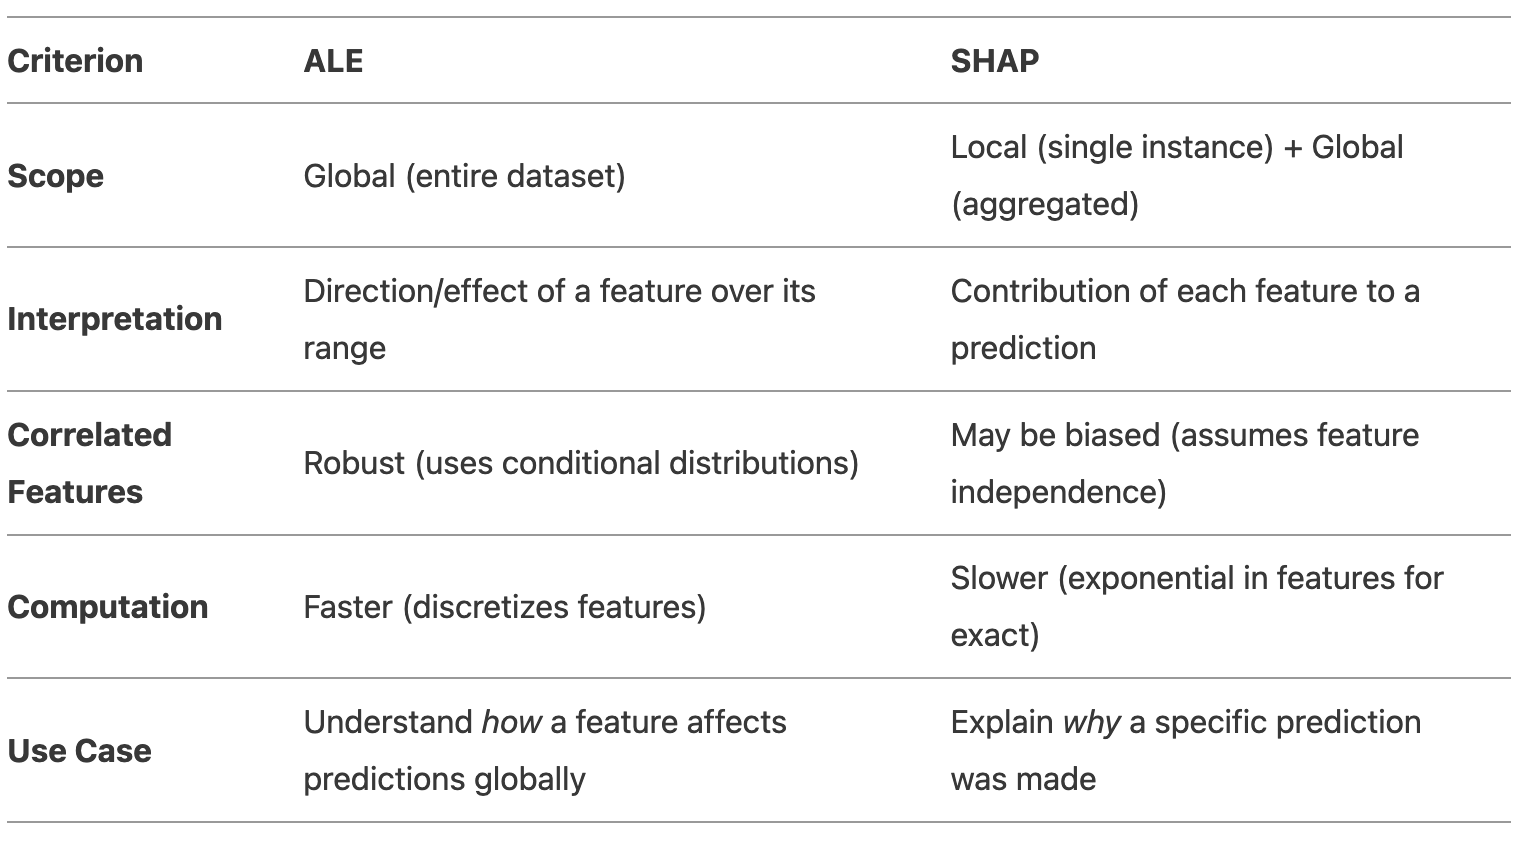 Criterion ALE SHAP
Scope Global (entire dataset) Local (single instance) + Global
(aggregated)
Interpretation Direction/effect of a feature over its
range
Contribution of each feature to a
prediction
Correlated
Features
Robust (uses conditional distributions)
May be biased (assumes feature
independence)
Computation Faster (discretizes features) Slower (exponential in features for
exact)
Use Case Understand how a feature affects
predictions globally
Explain why a specific prediction
was made